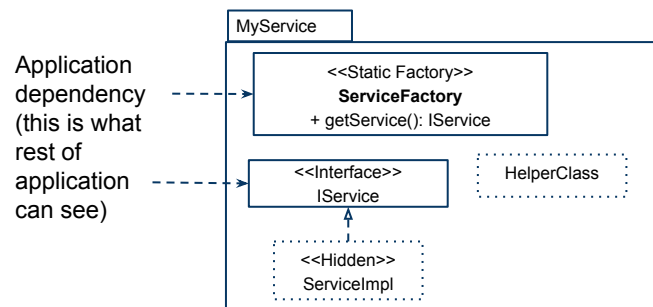 MyService
Application
dependency
(this is what
rest of
application
can see)
<<Static Factory>>
ServiceFactory
+ getService(): IService
<<Interface>>
IService
HelperClass
<<Hidden>>
ServiceImpl